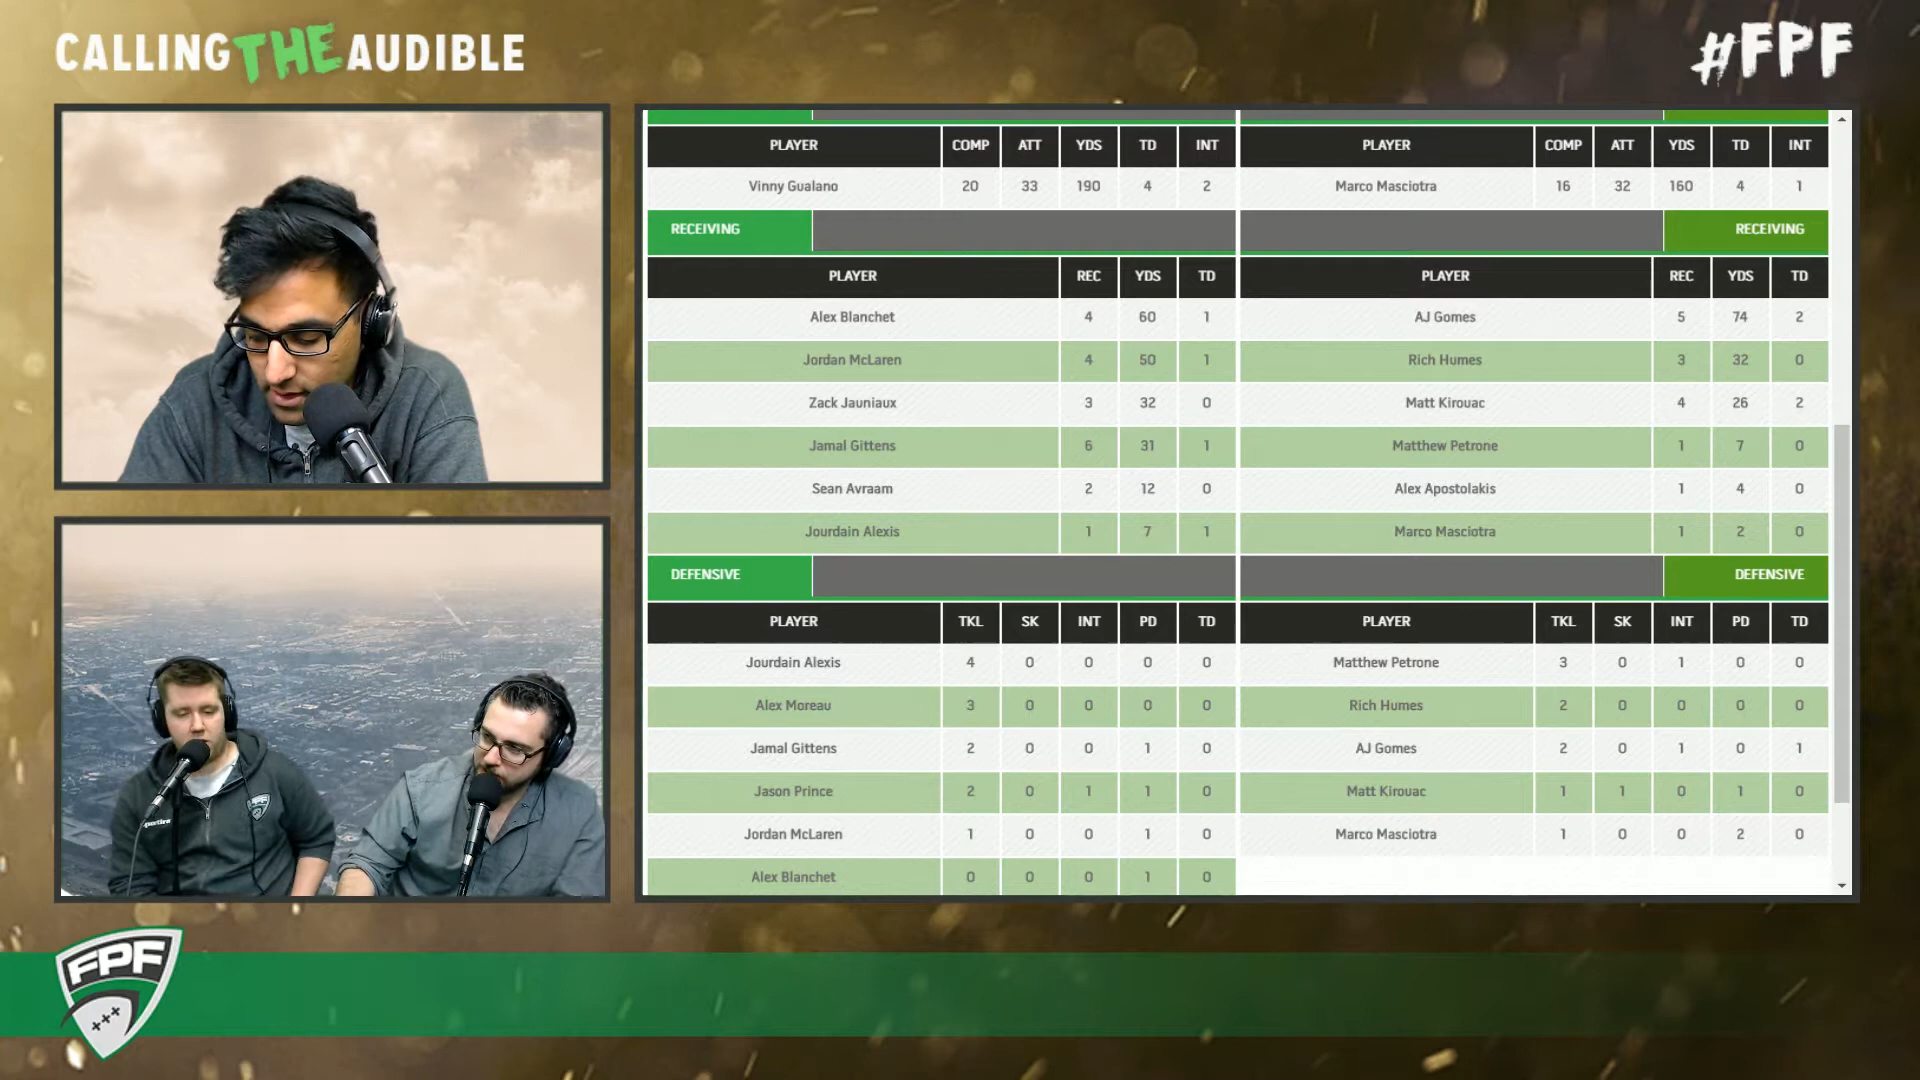 CALLING THE AUDIBLE
#FPF
PLAYER COMP ATT YDS TD INT
Vinny Gualano 20 33 190 4 2
RECEIVING
PLAYER REC YDS TD
Alex Blanchet 4 60 1
Jordan McLaren 4 50 1
Zack Jauniaux 3 32 0
Jamal Gittens 6 31 1
Sean Avraam 2 12 0
Jourdain Alexis 1 7 1
DEFENSIVE
PLAYER TKL SK INT PD TD
Jourdain Alexis 4 0 0 0 0
Alex Moreau 3 0 0 0 0
Jamal Gittens 2 0 0 1 0
Jason Prince 2 0 1 1 0
Jordan McLaren 1 0 0 1 0
Alex Blanchet 0 0 0 1 0
PLAYER COMP ATT YDS TD INT
Marco Masciotra 16 32 160 4 1
RECEIVING
PLAYER REC YDS TD
AJ Gomes 5 74 2
Rich Humes 3 32 0
Matt Kirouac 4 26 2
Matthew Petrone 1 7 0
Alex Apostolakis 1 4 0
Marco Masciotra 1 2 0
DEFENSIVE
PLAYER TKL SK INT PD TD
Matthew Petrone 3 0 1 0 0
Rich Humes 2 0 0 0 0
AJ Gomes 2 0 1 0 1
Matt Kirouac 1 1 0 1 0
Marco Masciotra 1 0 0 2 0
FPF
FPF